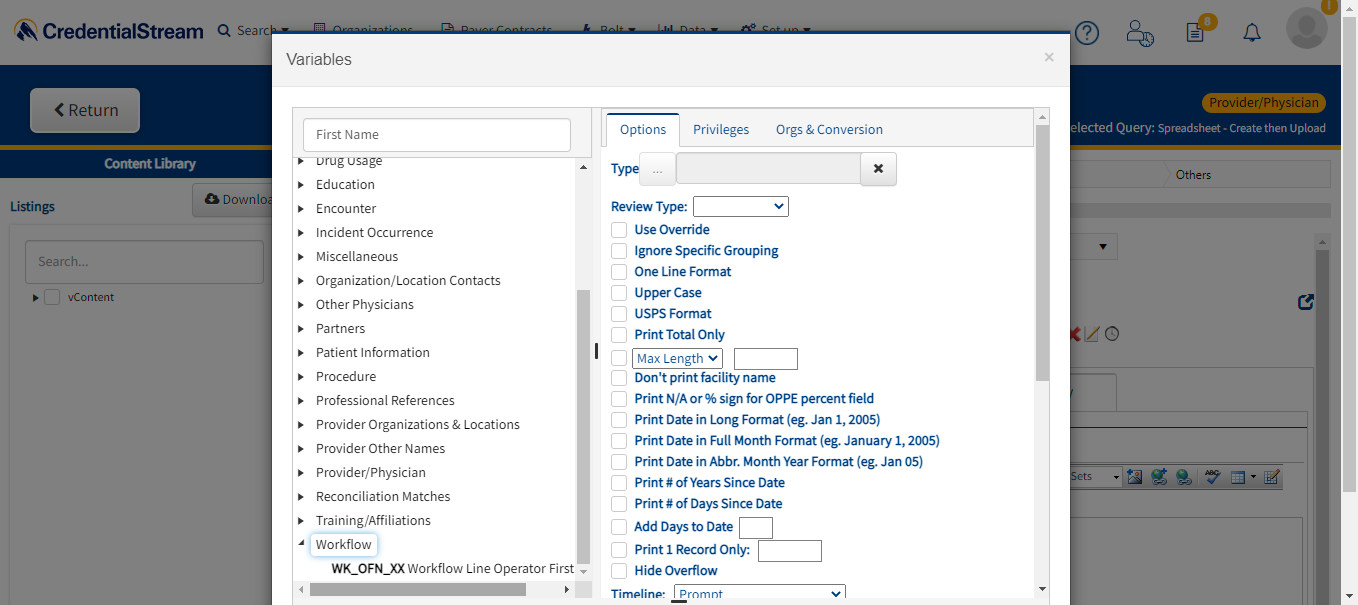 CredentialStream
Search
Organizations
Payer Contracts
Bolt
Data
Set up
8
!
Variables
×
Return
Provider/Physician
elected Query: Spreadsheet - Create then Upload
Content Library
Others
Listings
Downloa
Search...
vContent
First Name
Drug Usage
Education
Encounter
Incident Occurrence
Miscellaneous
Organization/Location Contacts
Other Physicians
Partners
Patient Information
Procedure
Professional References
Provider Organizations & Locations
Provider Other Names
Provider/Physician
Reconciliation Matches
Training/Affiliations
Workflow
WK_OFN_XX Workflow Line Operator First
Options
Privileges
Orgs & Conversion
Type
...
Review Type:
Use Override
Ignore Specific Grouping
One Line Format
Upper Case
USPS Format
Print Total Only
Max Length
Don't print facility name
Print N/A or % sign for OPPE percent field
Print Date in Long Format (eg. Jan 1, 2005)
Print Date in Full Month Format (eg. January 1, 2005)
Print Date in Abbr. Month Year Format (eg. Jan 05)
Print # of Years Since Date
Print # of Days Since Date
Add Days to Date
Print 1 Record Only:
Hide Overflow
Timeline: Prompt
y
Sets
ABC